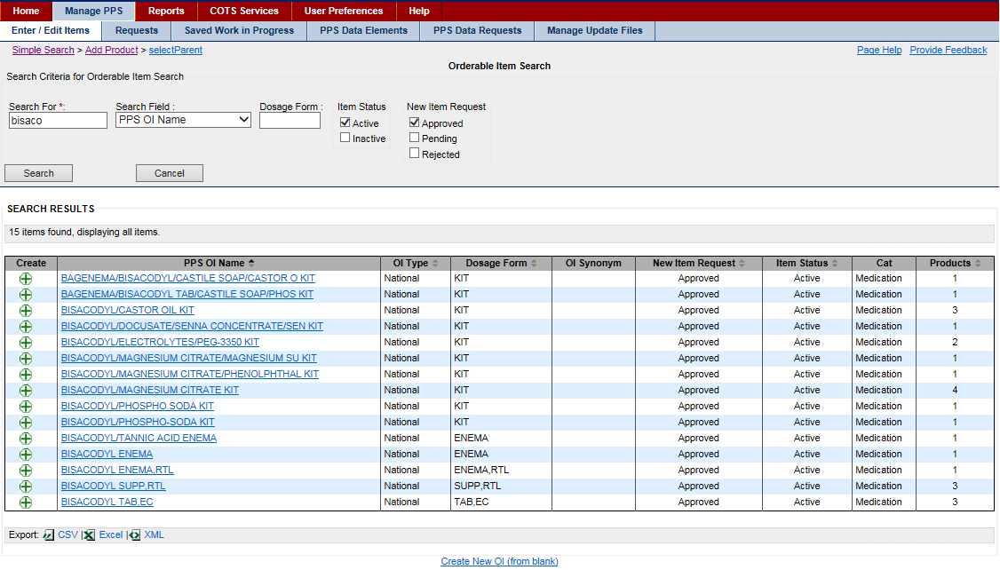 Home Manage PPS Reports COTS Services User Preferences Help
Enter / Edit Items Requests Saved Work in Progress PPS Data Elements PPS Data Requests Manage Update Files
Simple Search > Add Product > selectParent Page Help Provide Feedback
Orderable Item Search
Search Criteria for Orderable Item Search
Search For *: Search Field : Dosage Form : Item Status New Item Request
bisaco PPS OI Name Active Approved
Inactive Pending
Rejected
Search Cancel
SEARCH RESULTS
15 items found, displaying all items.
Create PPS OI Name OI Type Dosage Form OI Synonym New Item Request Item Status Cat Products
BAGENEMA/BISACODYL/CASTILE SOAP/CASTOR O KIT National KIT Approved Active Medication 1
BAGENEMA/BISACODYL TAB/CASTILE SOAP/PHOS KIT National KIT Approved Active Medication 1
BISACODYL/CASTOR OIL KIT National KIT Approved Active Medication 3
BISACODYL/DOCUSATE/SENNA CONCENTRATE/SEN KIT National KIT Approved Active Medication 1
BISACODYL/ELECTROLYTES/PEG-3350 KIT National KIT Approved Active Medication 2
BISACODYL/MAGNESIUM CITRATE/MAGNESIUM SU KIT National KIT Approved Active Medication 1
BISACODYL/MAGNESIUM CITRATE/PHENOLPHTHAL KIT National KIT Approved Active Medication 1
BISACODYL/MAGNESIUM CITRATE KIT National KIT Approved Active Medication 4
BISACODYL/PHOSPHO SODA KIT National KIT Approved Active Medication 1
BISACODYL/PHOSPHO-SODA KIT National KIT Approved Active Medication 1
BISACODYL/TANNIC ACID ENEMA National ENEMA Approved Active Medication 1
BISACODYL ENEMA National ENEMA Approved Active Medication 1
BISACODYL ENEMA,RTL National ENEMA,RTL Approved Active Medication 1
BISACODYL SUPP,RTL National SUPP,RTL Approved Active Medication 3
BISACODYL TAB,EC National TAB,EC Approved Active Medication 3
Export: CSV | Excel | XML
Create New OI (from blank)